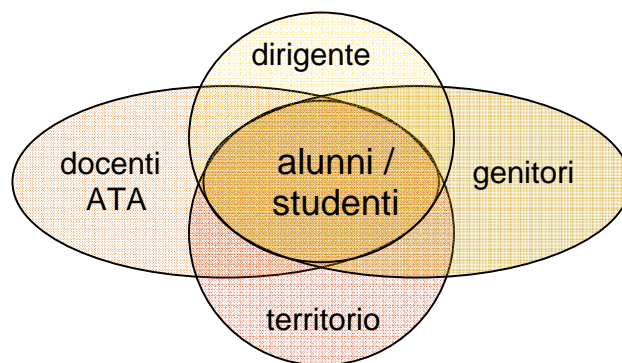 dirigente
docenti
ATA
alunni /
studenti
genitori
territorio